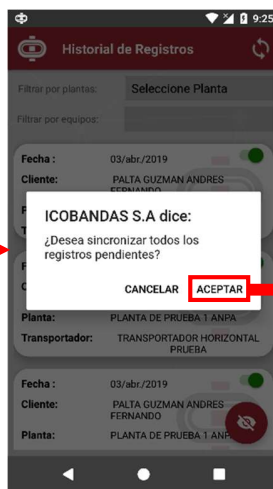 9:25
Historial de Registros
Filtrar por plantas:
Seleccione Planta
Filtrar por equipos:
Fecha : 03/abr./2019
Cliente: PALTA GUZMAN ANDRES
FERNANDO
ICOBANDAS S.A dice:
¿Desea sincronizar todos los
registros pendientes?
CANCELAR ACEPTAR
Planta: PLANTA DE PRUEBA 1 ANPA
Transportador: TRANSPORTADOR HORIZONTAL
PRUEBA
Fecha : 03/abr./2019
Cliente: PALTA GUZMAN ANDRES
FERNANDO
Planta: PLANTA DE PRUEBA 1 ANP